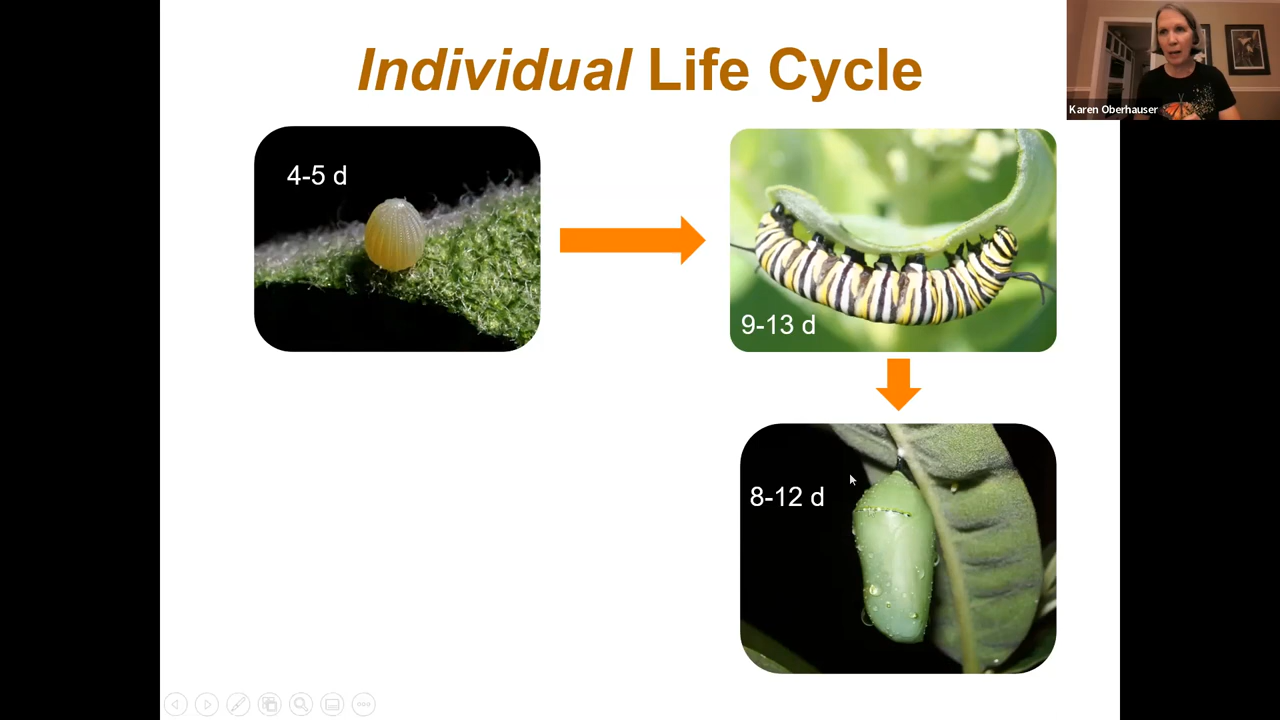 Individual Life Cycle
Karen Oberhauser
4-5 d
9-13 d
8-12 d